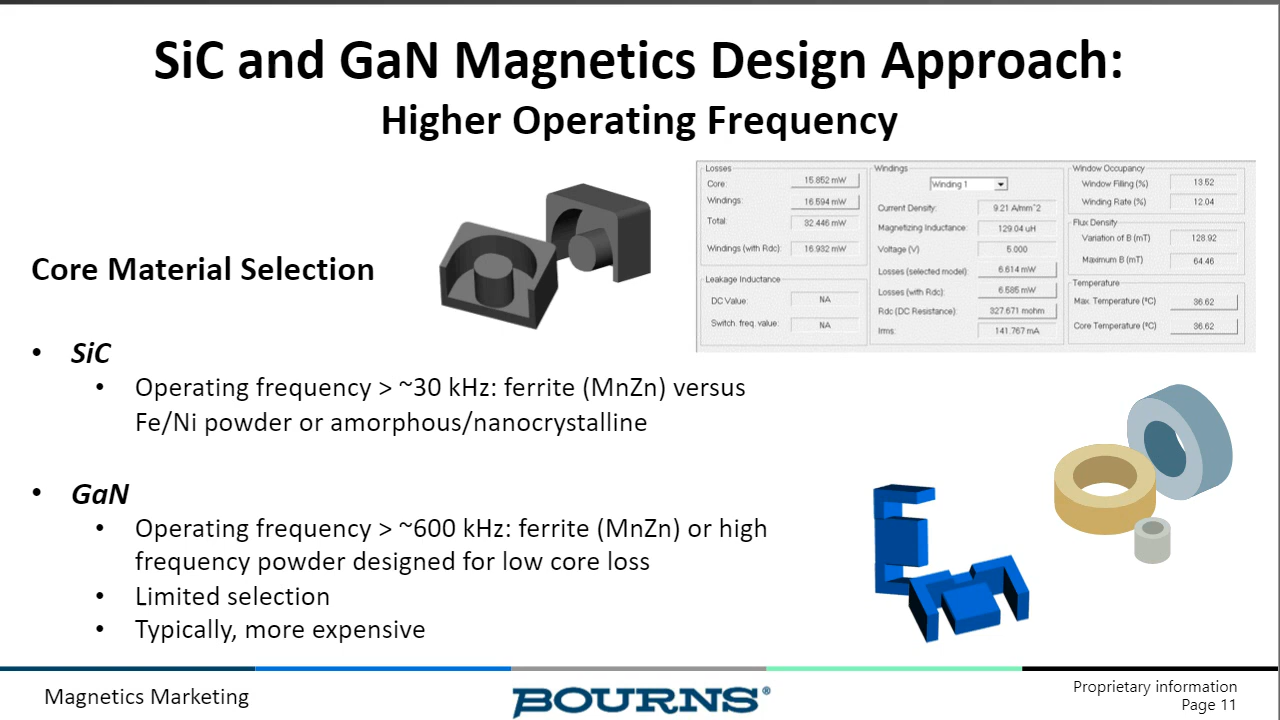 SiC and GaN Magnetics Design Approach:
Higher Operating Frequency
Core Material Selection
• SiC
• Operating frequency > ~30 kHz: ferrite (MnZn) versus
Fe/Ni powder or amorphous/nanocrystalline
• GaN
• Operating frequency > ~600 kHz: ferrite (MnZn) or high
frequency powder designed for low core loss
• Limited selection
• Typically, more expensive
Losses
Core: 15.852 mW
Windings: 16.594 mW
Total: 32.446 mW
Windings (with Rdc): 16.932 mW
Leakage Inductance
DC Value: NA
Switch. freq. value: NA
Windings
Winding 1
Current Density: 9.21 A/mm^2
Magnetizing Inductance: 129.04 uH
Voltage (V) 5.000
Losses (selected model): 6.614 mW
Losses (with Rdc): 6.585 mW
Rdc (DC Resistance): 327.671 mohm
Irms: 141.767 mA
Window Occupancy
Window Filling (%) 13.52
Winding Rate (%) 12.04
Flux Density
Variation of B (mT) 128.92
Maximum B (mT) 64.46
Temperature
Max. Temperature (ºC) 36.62
Core Temperature (ºC) 36.62
Magnetics Marketing
BOURNS®
Proprietary information
Page 11